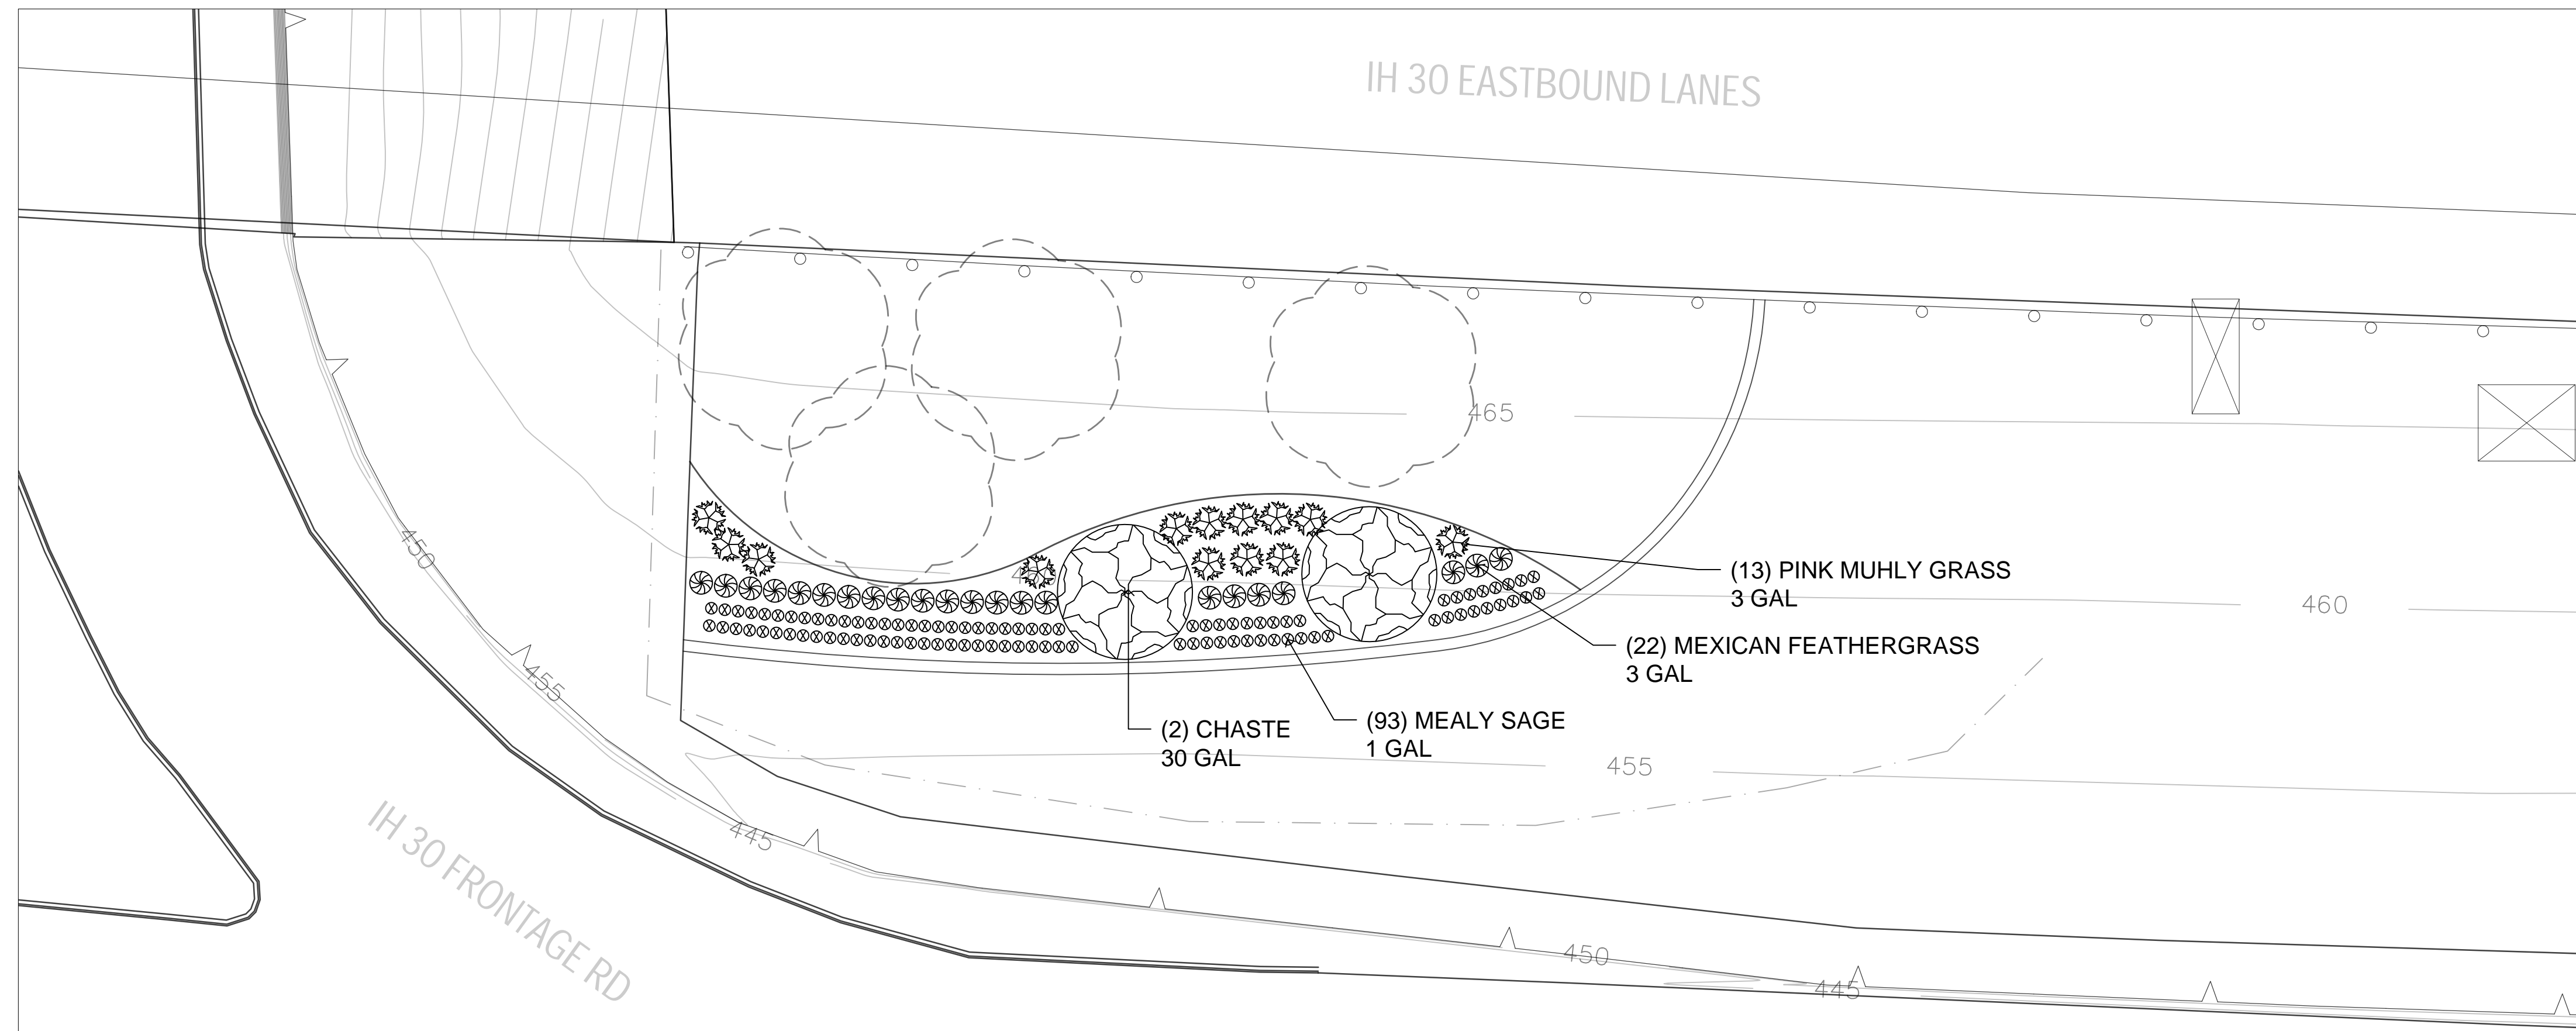 IH 30 EASTBOUND LANES
465
450
(13) PINK MUHLY GRASS
3 GAL
460
(22) MEXICAN FEATHERGRASS
3 GAL
455
(93) MEALY SAGE
1 GAL
(2) CHASTE
30 GAL
455
445
IH 30 FRONTAGE RD
450
445